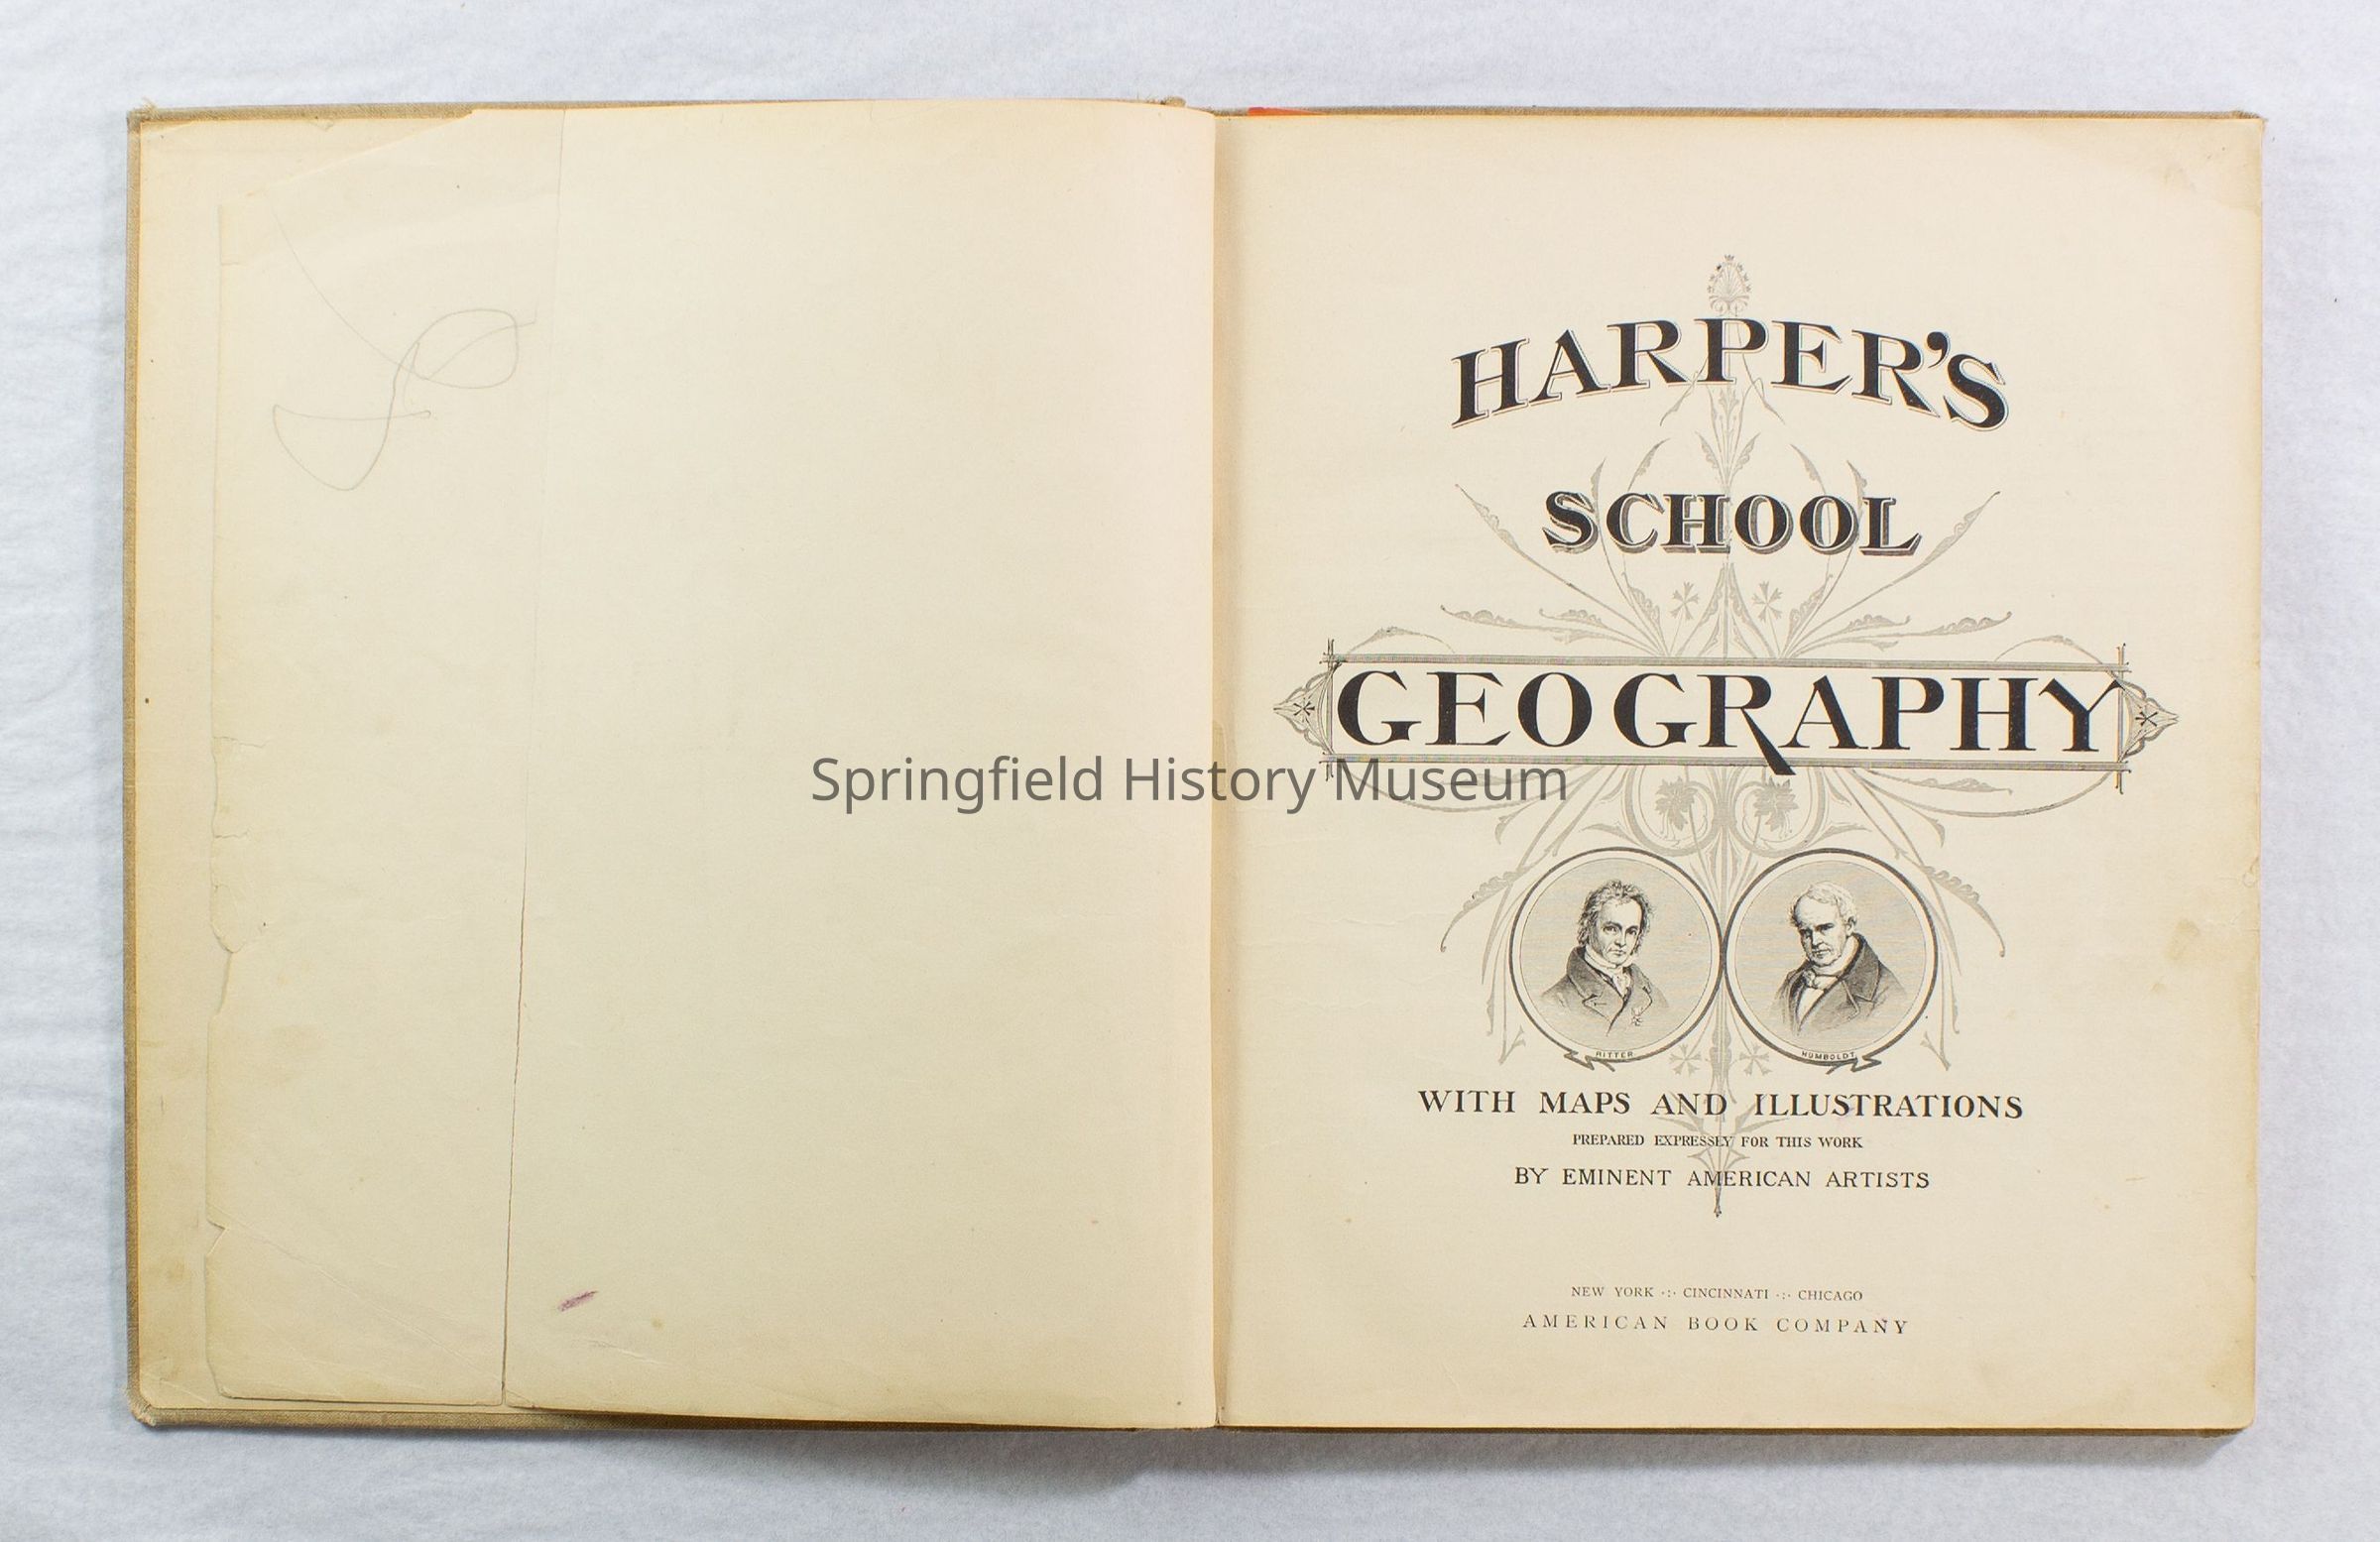 HARPER'S
SCHOOL
GEOGRAPHY
Springfield History Museum
RITTER
HUMBOLDT
WITH MAPS AND ILLUSTRATIONS
PREPARED EXPRESSLY FOR THIS WORK
BY EMINENT AMERICAN ARTISTS
NEW YORK ·:· CINCINNATI ·:· CHICAGO
AMERICAN BOOK COMPANY